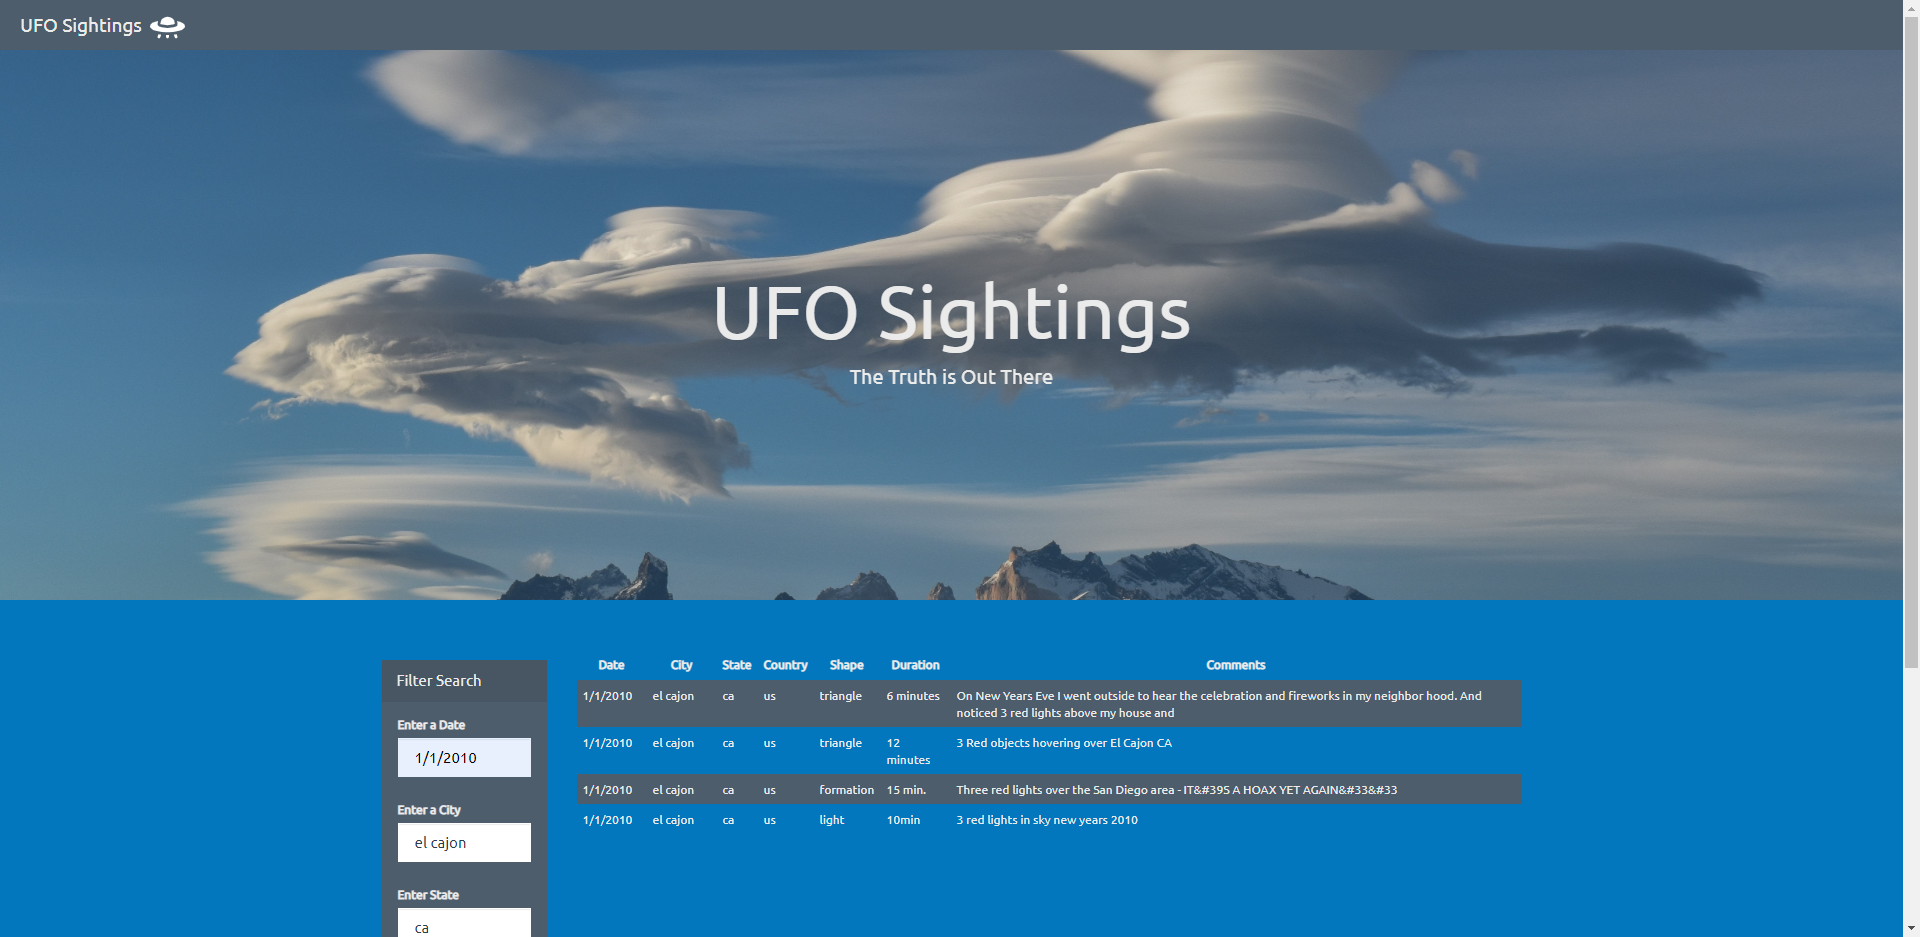 UFO Sightings
UFO Sightings
The Truth is Out There
Filter Search
Enter a Date
1/1/2010
Enter a City
el cajon
Enter State
ca
Date City State Country Shape Duration Comments
1/1/2010 el cajon ca us triangle 6 minutes On New Years Eve I went outside to hear the celebration and fireworks in my neighbor hood. And
noticed 3 red lights above my house and
1/1/2010 el cajon ca us triangle 12 3 Red objects hovering over El Cajon CA
minutes
1/1/2010 el cajon ca us formation 15 min. Three red lights over the San Diego area - IT&#39S A HOAX YET AGAIN&#33&#33
1/1/2010 el cajon ca us light 10min 3 red lights in sky new years 2010